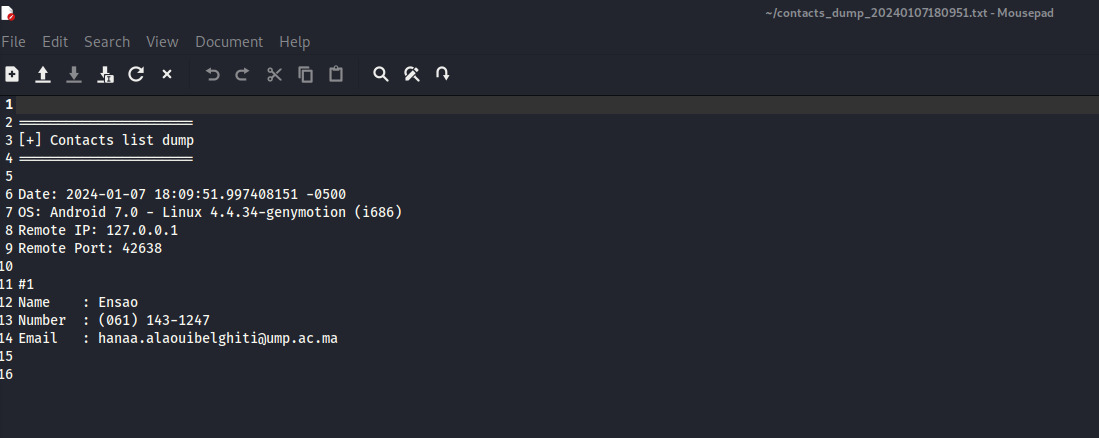 ~/contacts_dump_20240107180951.txt - Mousepad
File Edit Search View Document Help
1
2 ======================
3 [+] Contacts list dump
4 ======================
5
6 Date: 2024-01-07 18:09:51.997408151 -0500
7 OS: Android 7.0 - Linux 4.4.34-genymotion (i686)
8 Remote IP: 127.0.0.1
9 Remote Port: 42638
10
11 #1
12 Name    : Ensao
13 Number  : (061) 143-1247
14 Email   : hanaa.alaouibelghiti@ump.ac.ma
15
16